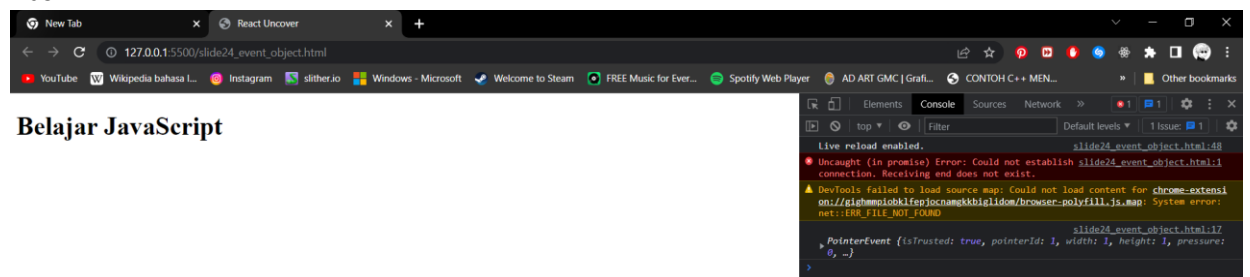 New Tab
React Uncover
127.0.0.1:5500/slide24_event_object.html
YouTube Wikipedia bahasa I... Instagram slither.io Windows - Microsoft Welcome to Steam FREE Music for Ever... Spotify Web Player AD ART GMC | Grafi... CONTOH C++ MEN... » Other bookmarks
Elements Console Sources Network » 1 1
top ▼ Filter Default levels ▼ 1 Issue: 1
Belajar JavaScript
Live reload enabled. slide24_event_object.html:48
Uncaught (in promise) Error: Could not establish slide24_event_object.html:1
connection. Receiving end does not exist.
DevTools failed to load source map: Could not load content for chrome-extensi
on://gighmmpiobklfepjocnamgkkbiglidom/browser-polyfill.js.map: System error:
net::ERR_FILE_NOT_FOUND
slide24_event_object.html:17
PointerEvent {isTrusted: true, pointerId: 1, width: 1, height: 1, pressure:
0, …}